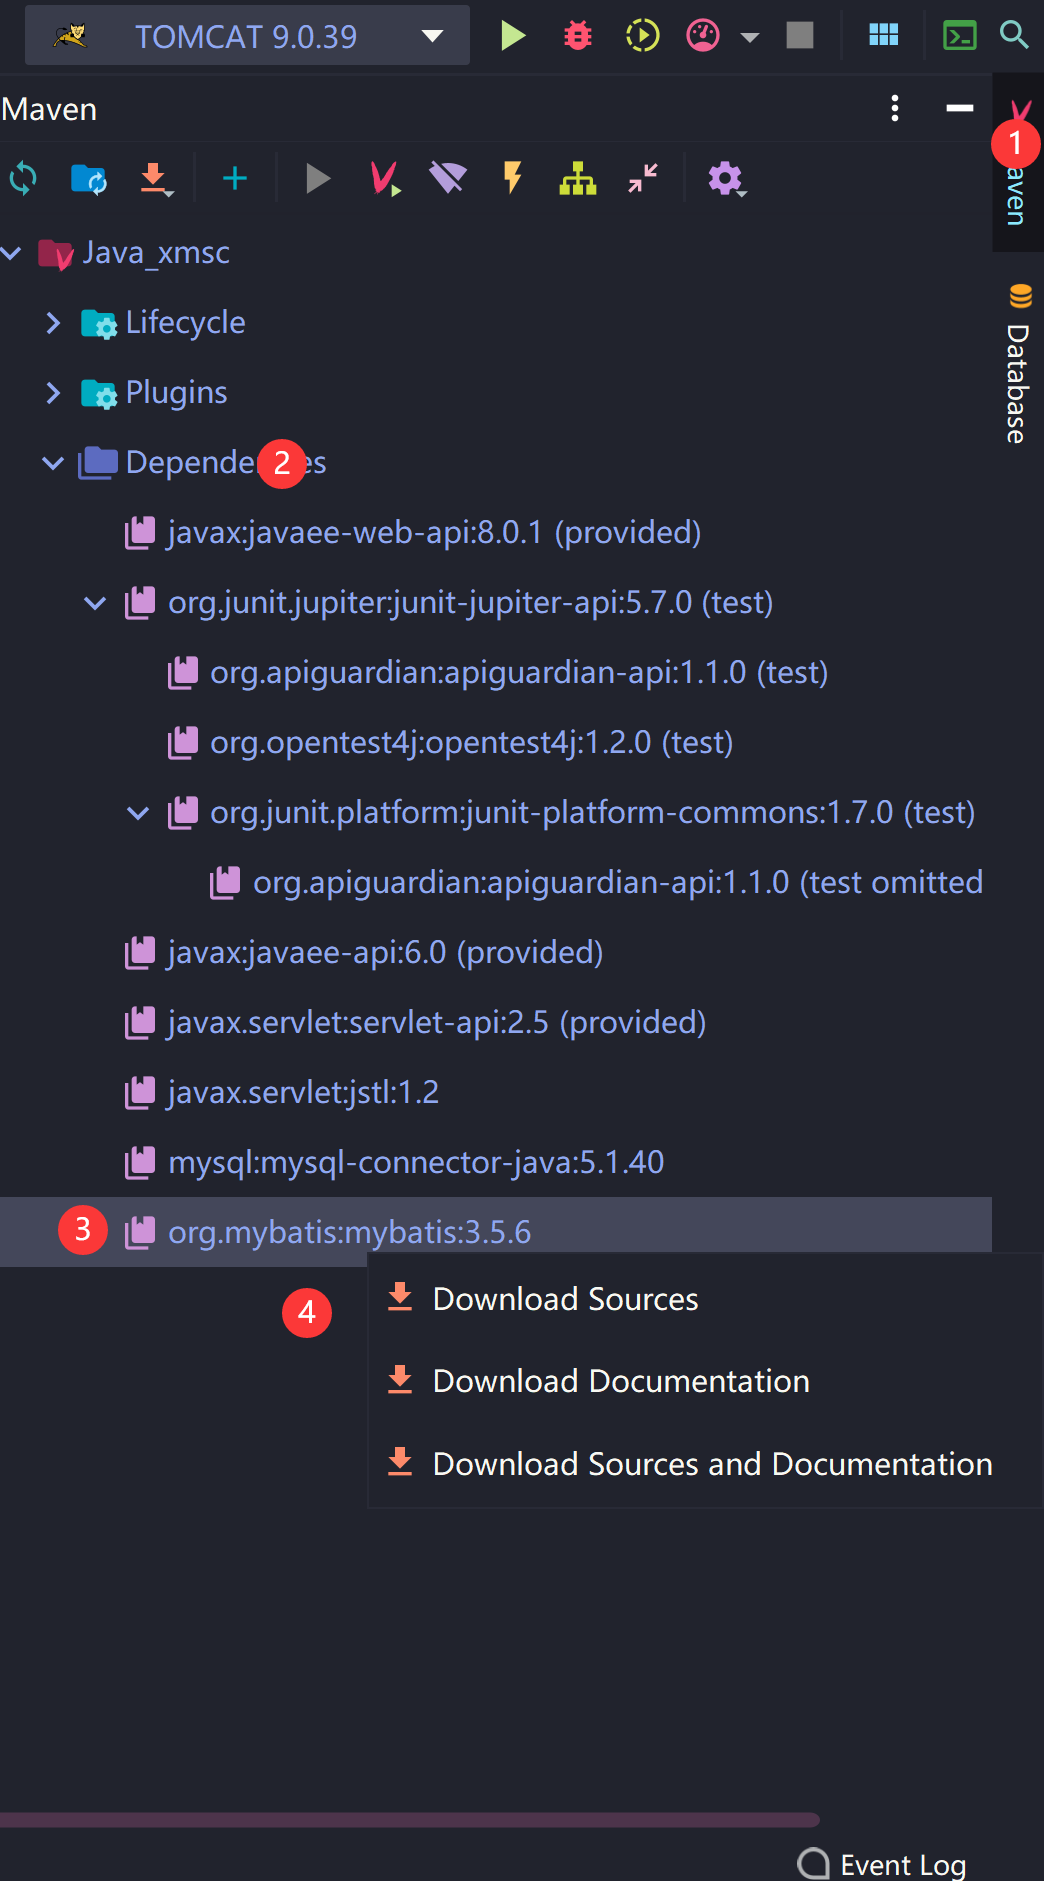 TOMCAT 9.0.39
Maven
1
aven
Java_xmsc
Lifecycle
Plugins
Database
Depende es
2
javax:javaee-web-api:8.0.1 (provided)
org.junit.jupiter:junit-jupiter-api:5.7.0 (test)
org.apiguardian:apiguardian-api:1.1.0 (test)
org.opentest4j:opentest4j:1.2.0 (test)
org.junit.platform:junit-platform-commons:1.7.0 (test)
org.apiguardian:apiguardian-api:1.1.0 (test omitted
javax:javaee-api:6.0 (provided)
javax.servlet:servlet-api:2.5 (provided)
javax.servlet:jstl:1.2
mysql:mysql-connector-java:5.1.40
3
org.mybatis:mybatis:3.5.6
4
Download Sources
Download Documentation
Download Sources and Documentation
Event Log